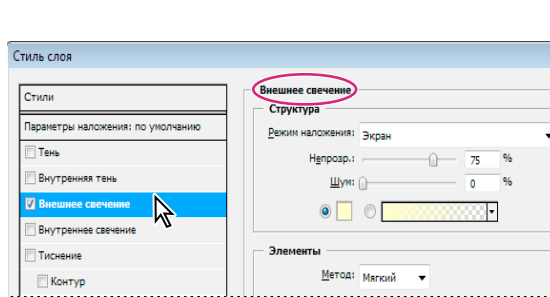 Стиль слоя
Стили
Параметры наложения: по умолчанию
Тень
Внутренняя тень
Внешнее свечение
Внутреннее свечение
Тиснение
Контур
Внешнее свечение
Структура
Режим наложения: Экран
Непрозр.: 75 %
Шум: 0 %
Элементы
Метод: Мягкий